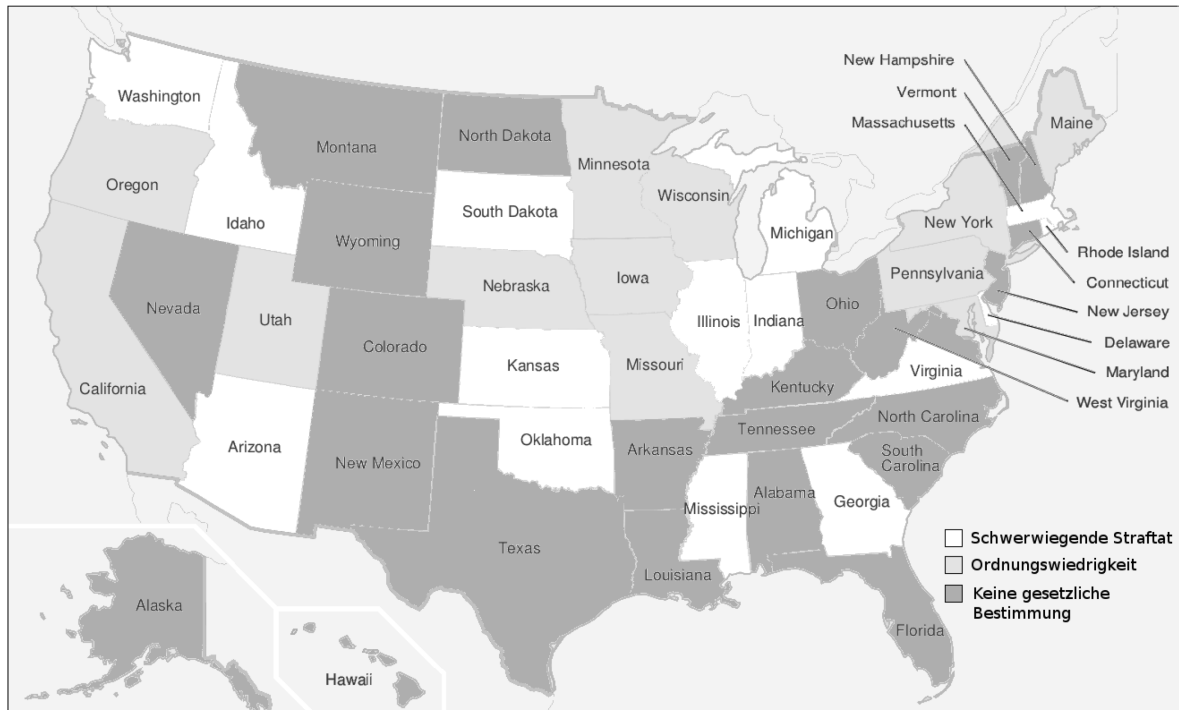 New Hampshire
Vermont
Massachusetts
Maine
Washington
Montana
North Dakota
Minnesota
Oregon
Idaho
South Dakota
Wisconsin
Michigan
New York
Wyoming
Rhode Island
Connecticut
New Jersey
Delaware
Maryland
West Virginia
Nebraska
Iowa
Pennsylvania
Nevada
Utah
Colorado
Illinois
Indiana
Ohio
California
Kansas
Missouri
Kentucky
Virginia
Arizona
New Mexico
Oklahoma
Arkansas
Tennessee
North Carolina
South
Carolina
Texas
Louisiana
Mississippi
Alabama
Georgia
Florida
Alaska
Hawaii
Schwerwiegende Straftat
Ordnungswiedrigkeit
Keine gesetzliche
Bestimmung